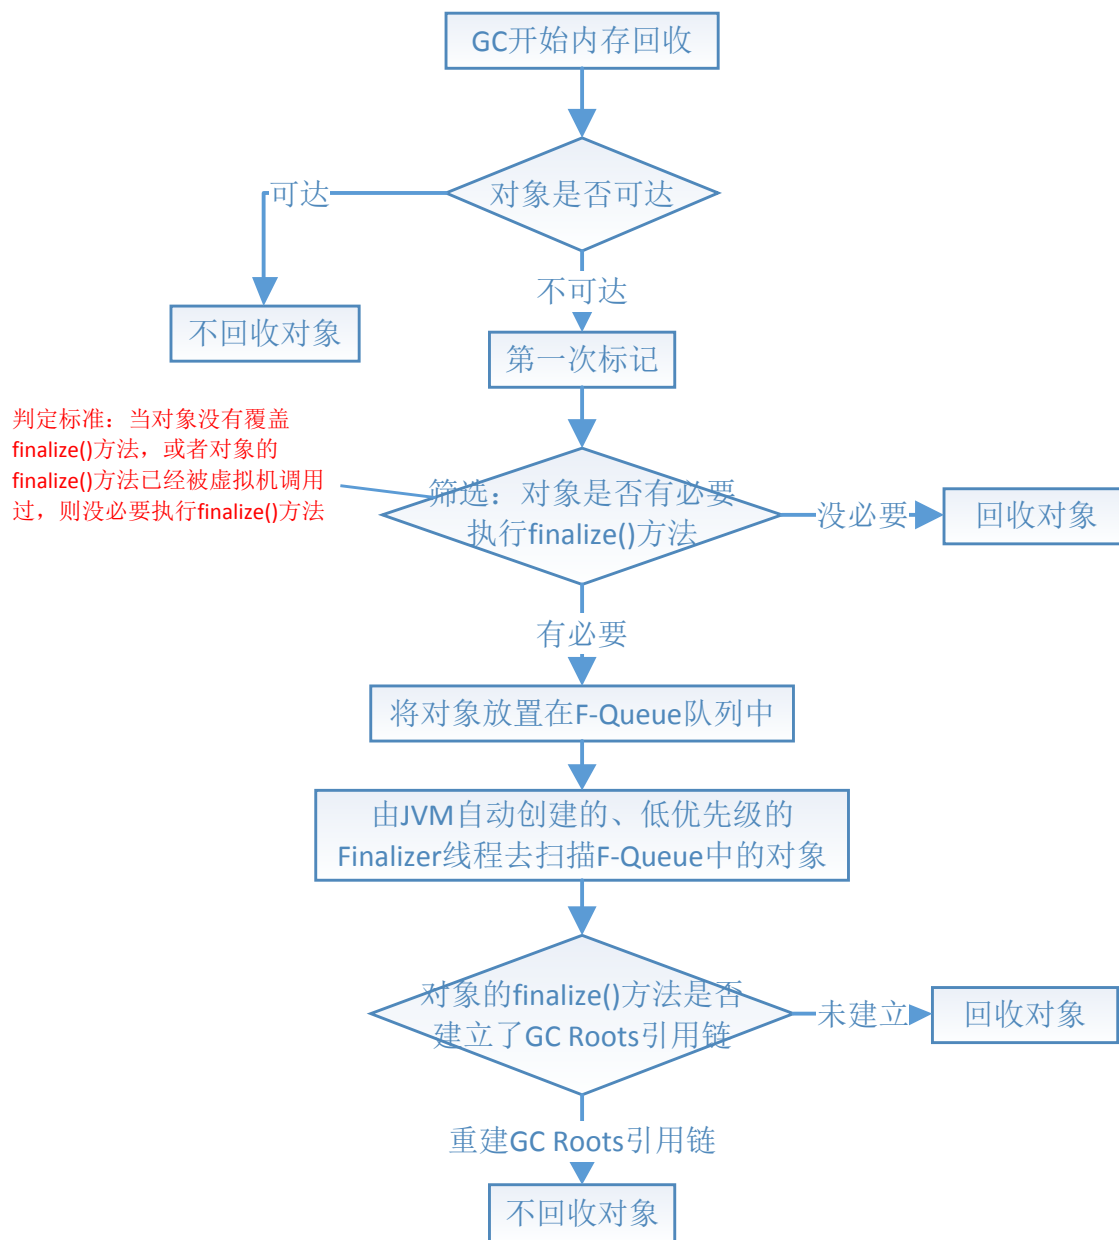 GC开始内存回收
对象是否可达
可达
不可达
不回收对象
第一次标记
判定标准：当对象没有覆盖
finalize()方法，或者对象的
finalize()方法已经被虚拟机调用
过，则没必要执行finalize()方法
筛选：对象是否有必要
执行finalize()方法
没必要
回收对象
有必要
将对象放置在F-Queue队列中
由JVM自动创建的、低优先级的
Finalizer线程去扫描F-Queue中的对象
对象的finalize()方法是否
建立了GC Roots引用链
未建立
回收对象
重建GC Roots引用链
不回收对象